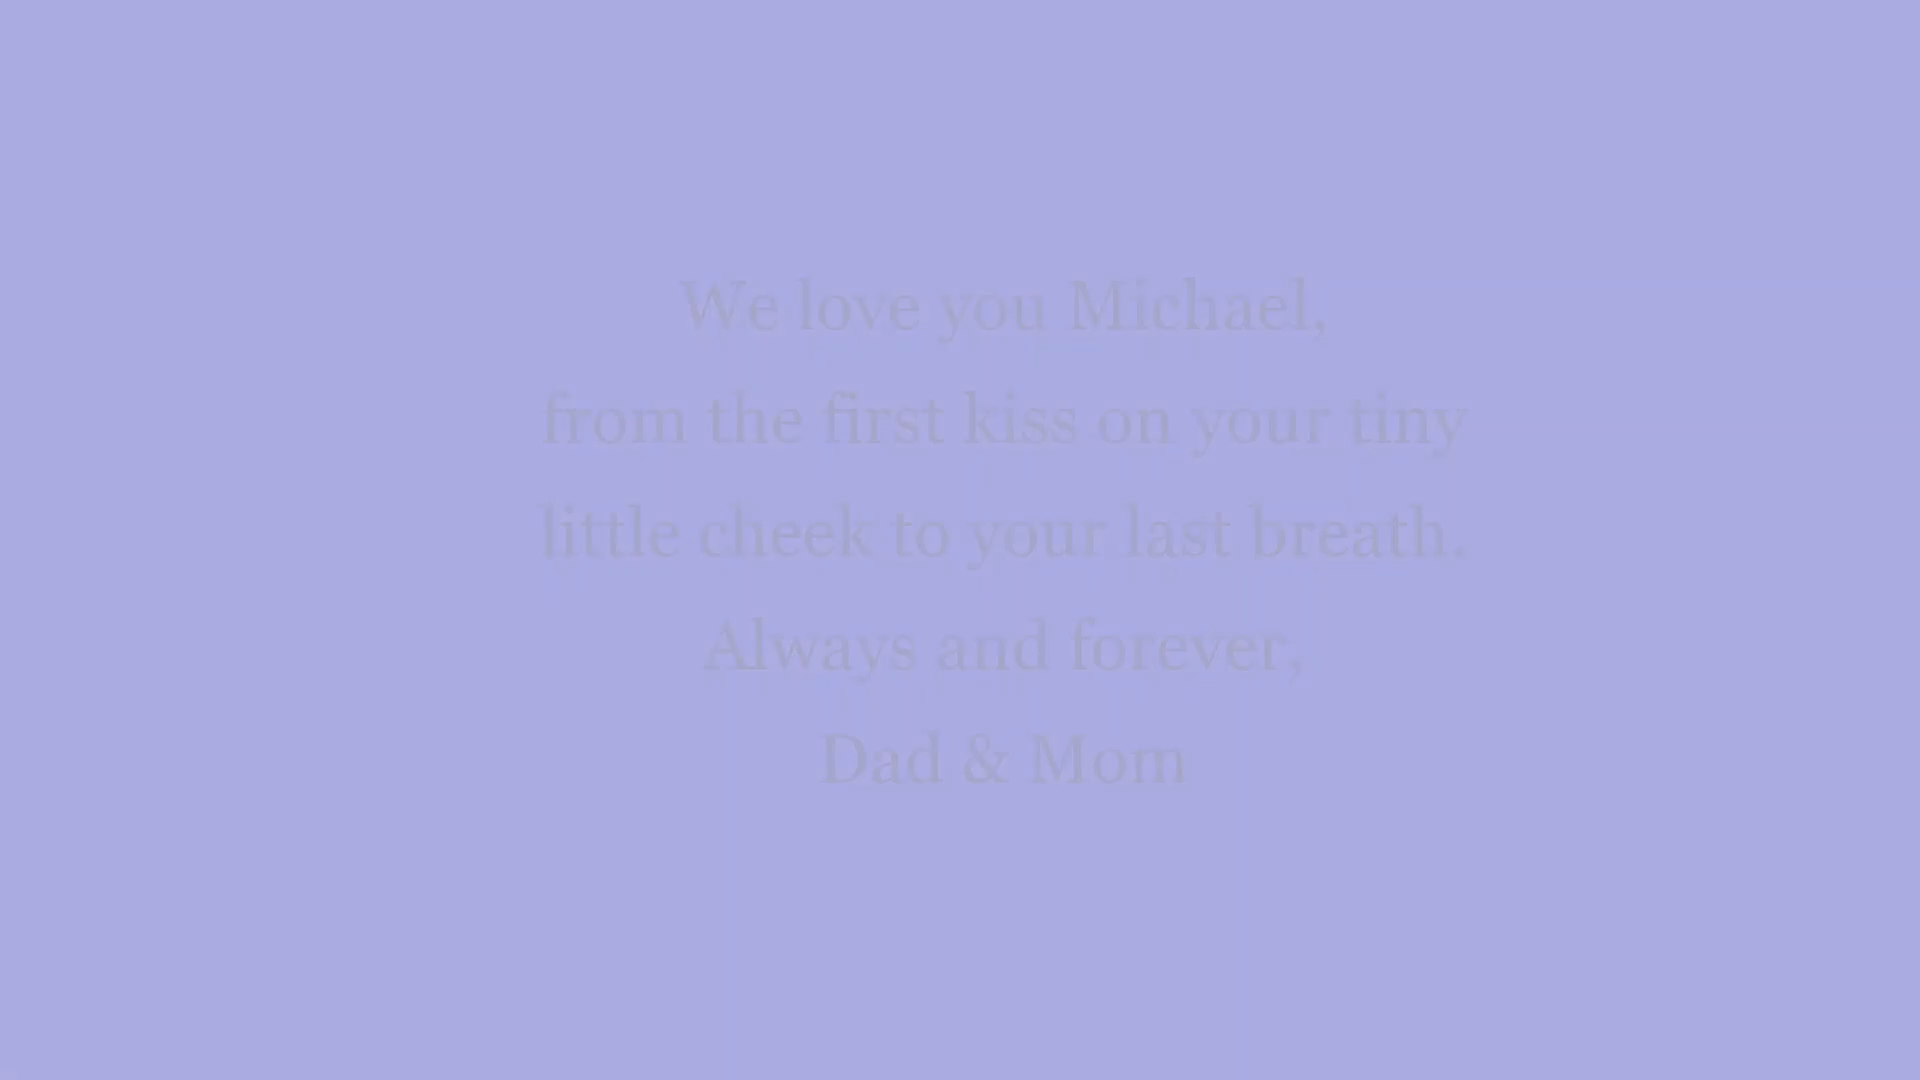 We love you Michael,
from the first kiss on your tiny
little cheek to your last breath.
Always and forever,
Dad & Mom